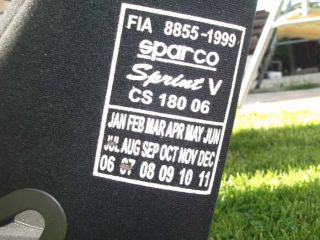 FIA 8855-1999
sparco
Sprint V
CS 180 06
JAN FEB MAR APR MAY JUN
JUL AUG SEP OCT NOV DEC
06 07 08 09 10 11